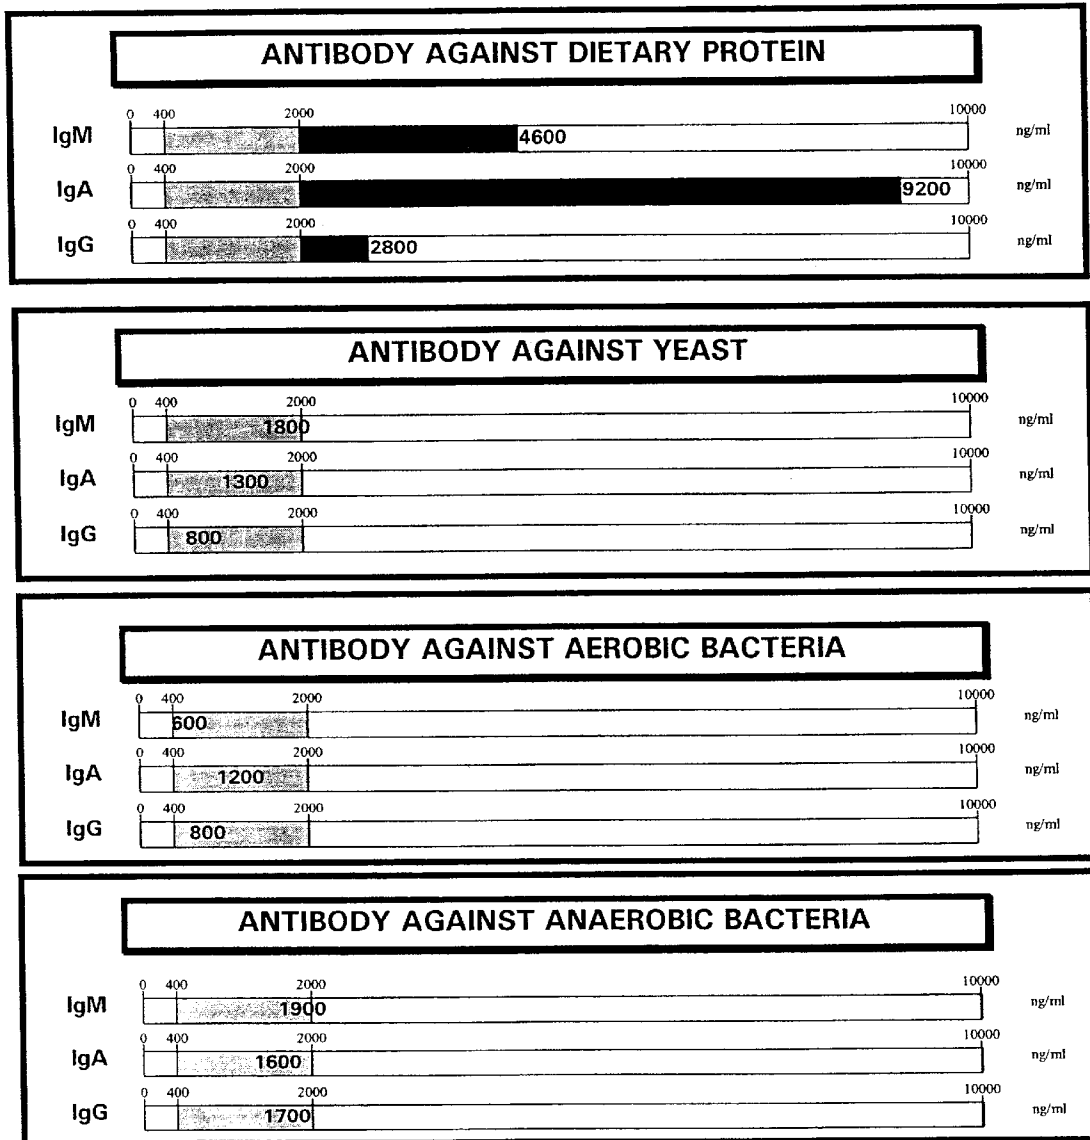 ANTIBODY AGAINST DIETARY PROTEIN
0 400 2000 10000
IgM 4600 ng/ml
0 400 2000 10000
IgA 9200 ng/ml
0 400 2000 10000
IgG 2800 ng/ml
ANTIBODY AGAINST YEAST
0 400 2000 10000
IgM 1800 ng/ml
0 400 2000 10000
IgA 1300 ng/ml
0 400 2000 10000
IgG 800 ng/ml
ANTIBODY AGAINST AEROBIC BACTERIA
0 400 2000 10000
IgM 600 ng/ml
0 400 2000 10000
IgA 1200 ng/ml
0 400 2000 10000
IgG 800 ng/ml
ANTIBODY AGAINST ANAEROBIC BACTERIA
0 400 2000 10000
IgM 1900 ng/ml
0 400 2000 10000
IgA 1600 ng/ml
0 400 2000 10000
IgG 1700 ng/ml